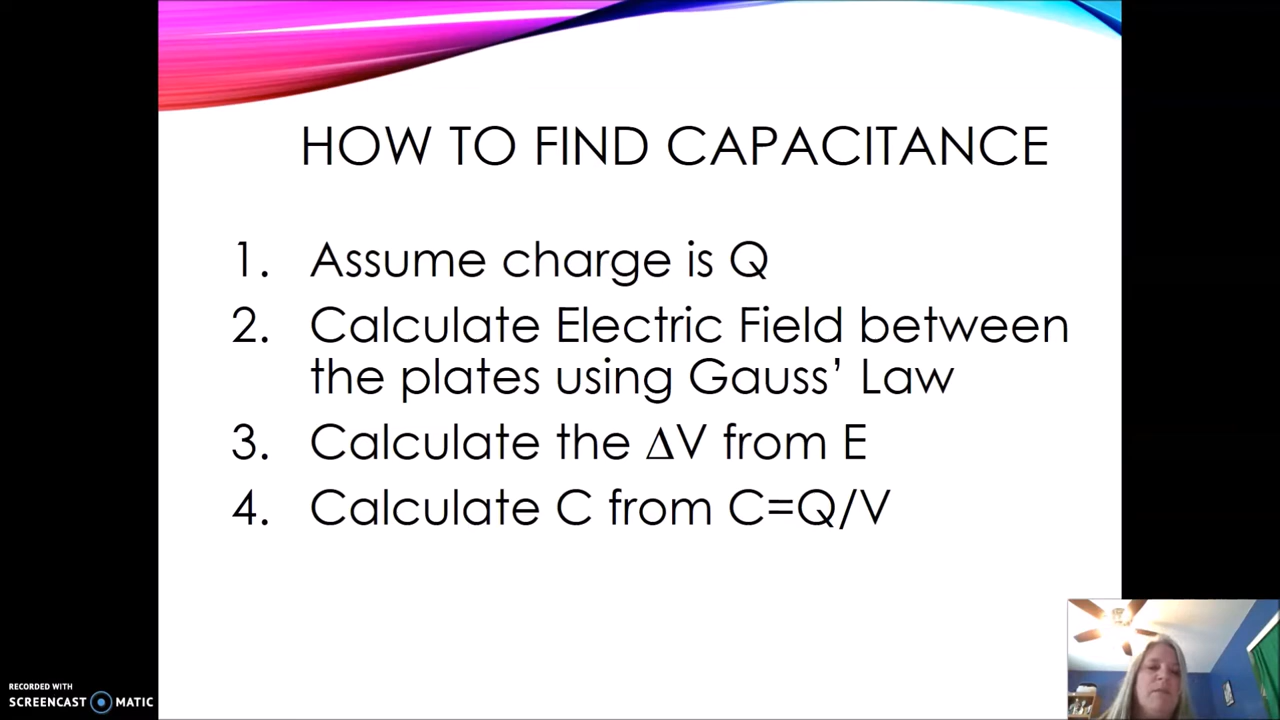 HOW TO FIND CAPACITANCE
1. Assume charge is Q
2. Calculate Electric Field between
the plates using Gauss’ Law
3. Calculate the ΔV from E
4. Calculate C from C=Q/V
RECORDED WITH
SCREENCAST MATIC